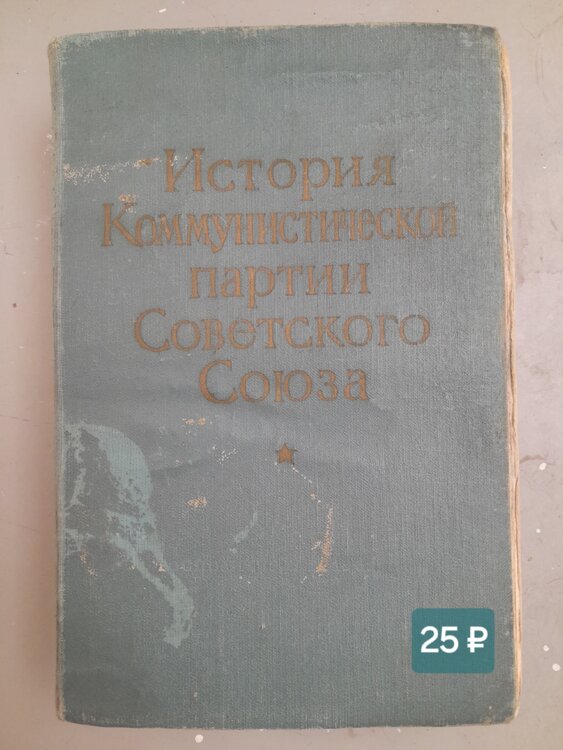 История
Коммунистической
партии
Советского
Союза
25 ₽